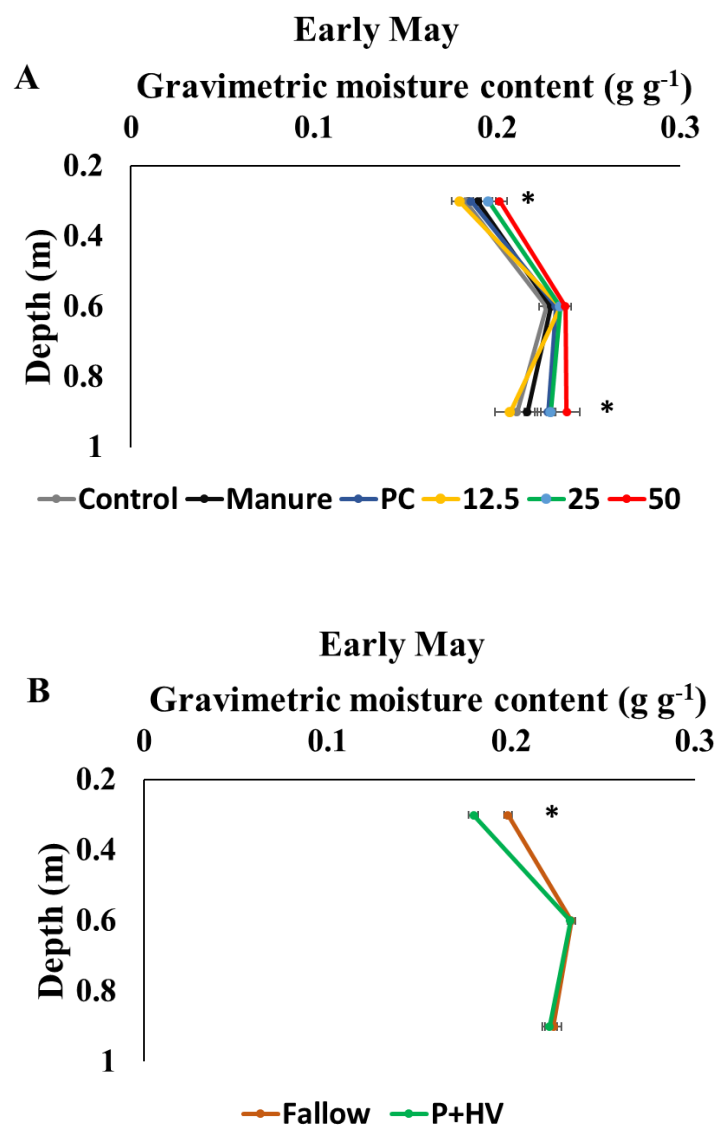 Early May
A
Gravimetric moisture content (g g⁻¹)
0 0.1 0.2 0.3
0.2
*
0.4
0.6
0.8
*
1
Depth (m)
Control Manure PC 12.5 25 50
Early May
B
Gravimetric moisture content (g g⁻¹)
0 0.1 0.2 0.3
0.2
*
0.4
0.6
0.8
1
Depth (m)
Fallow P+HV